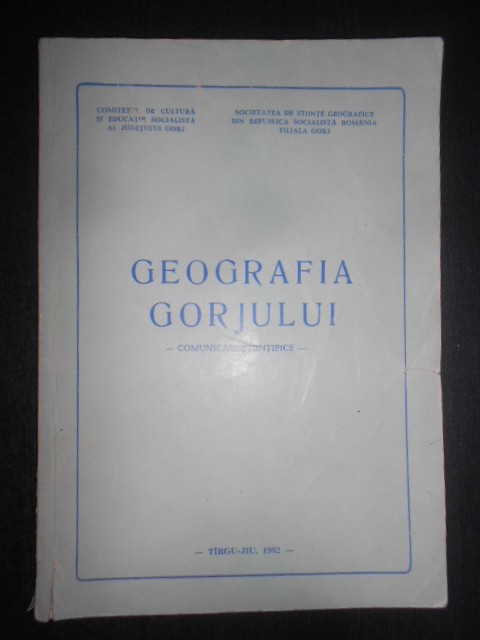 COMITETUL DE CULTURĂ
ȘI EDUCAȚIE SOCIALISTĂ
AL JUDEȚULUI GORJ
SOCIETATEA DE ȘTIINȚE GEOGRAFICE
DIN REPUBLICA SOCIALISTĂ ROMÂNIA
FILIALA GORJ
GEOGRAFIA
GORJULUI
— COMUNICĂRI ȘTIINȚIFICE —
— TÎRGU-JIU, 1982 —